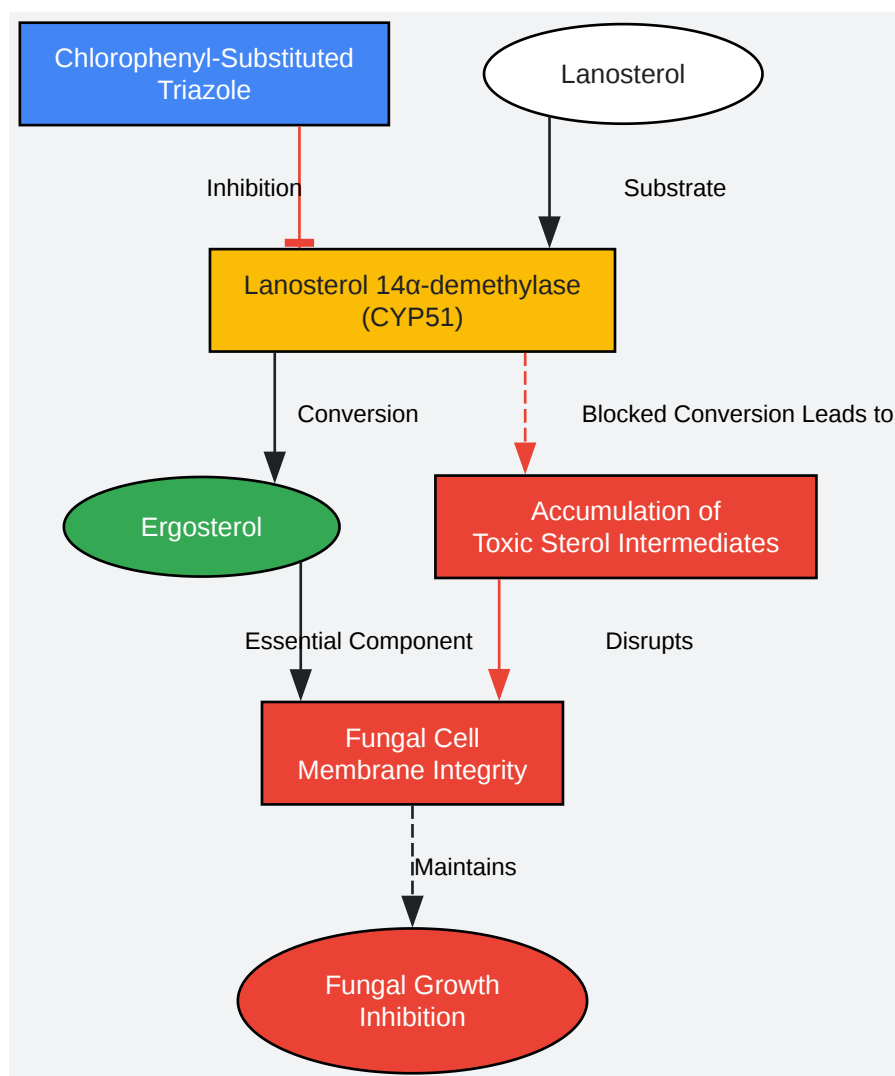 Chlorophenyl-Substituted
Triazole
Lanosterol
Inhibition
Substrate
Lanosterol 14α-demethylase
(CYP51)
Conversion
Blocked Conversion Leads to
Ergosterol
Accumulation of
Toxic Sterol Intermediates
Essential Component
Disrupts
Fungal Cell
Membrane Integrity
Maintains
Fungal Growth
Inhibition